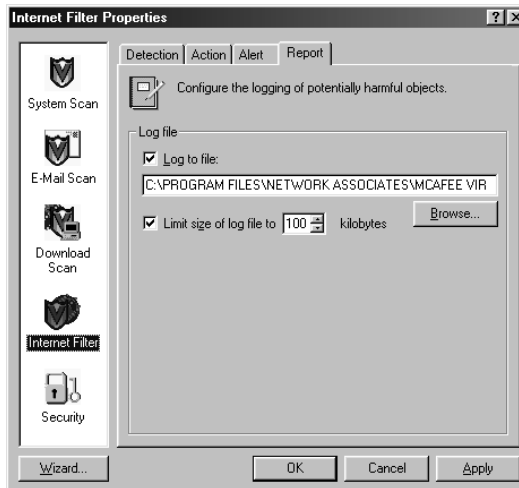 Internet Filter Properties
System Scan
E-Mail Scan
Download
Scan
Internet Filter
Security
Detection
Action
Alert
Report
Configure the logging of potentially harmful objects.
Log file
Log to file:
C:\PROGRAM FILES\NETWORK ASSOCIATES\MCAFEE VIR
Limit size of log file to 100 kilobytes
Browse...
Wizard...
OK
Cancel
Apply